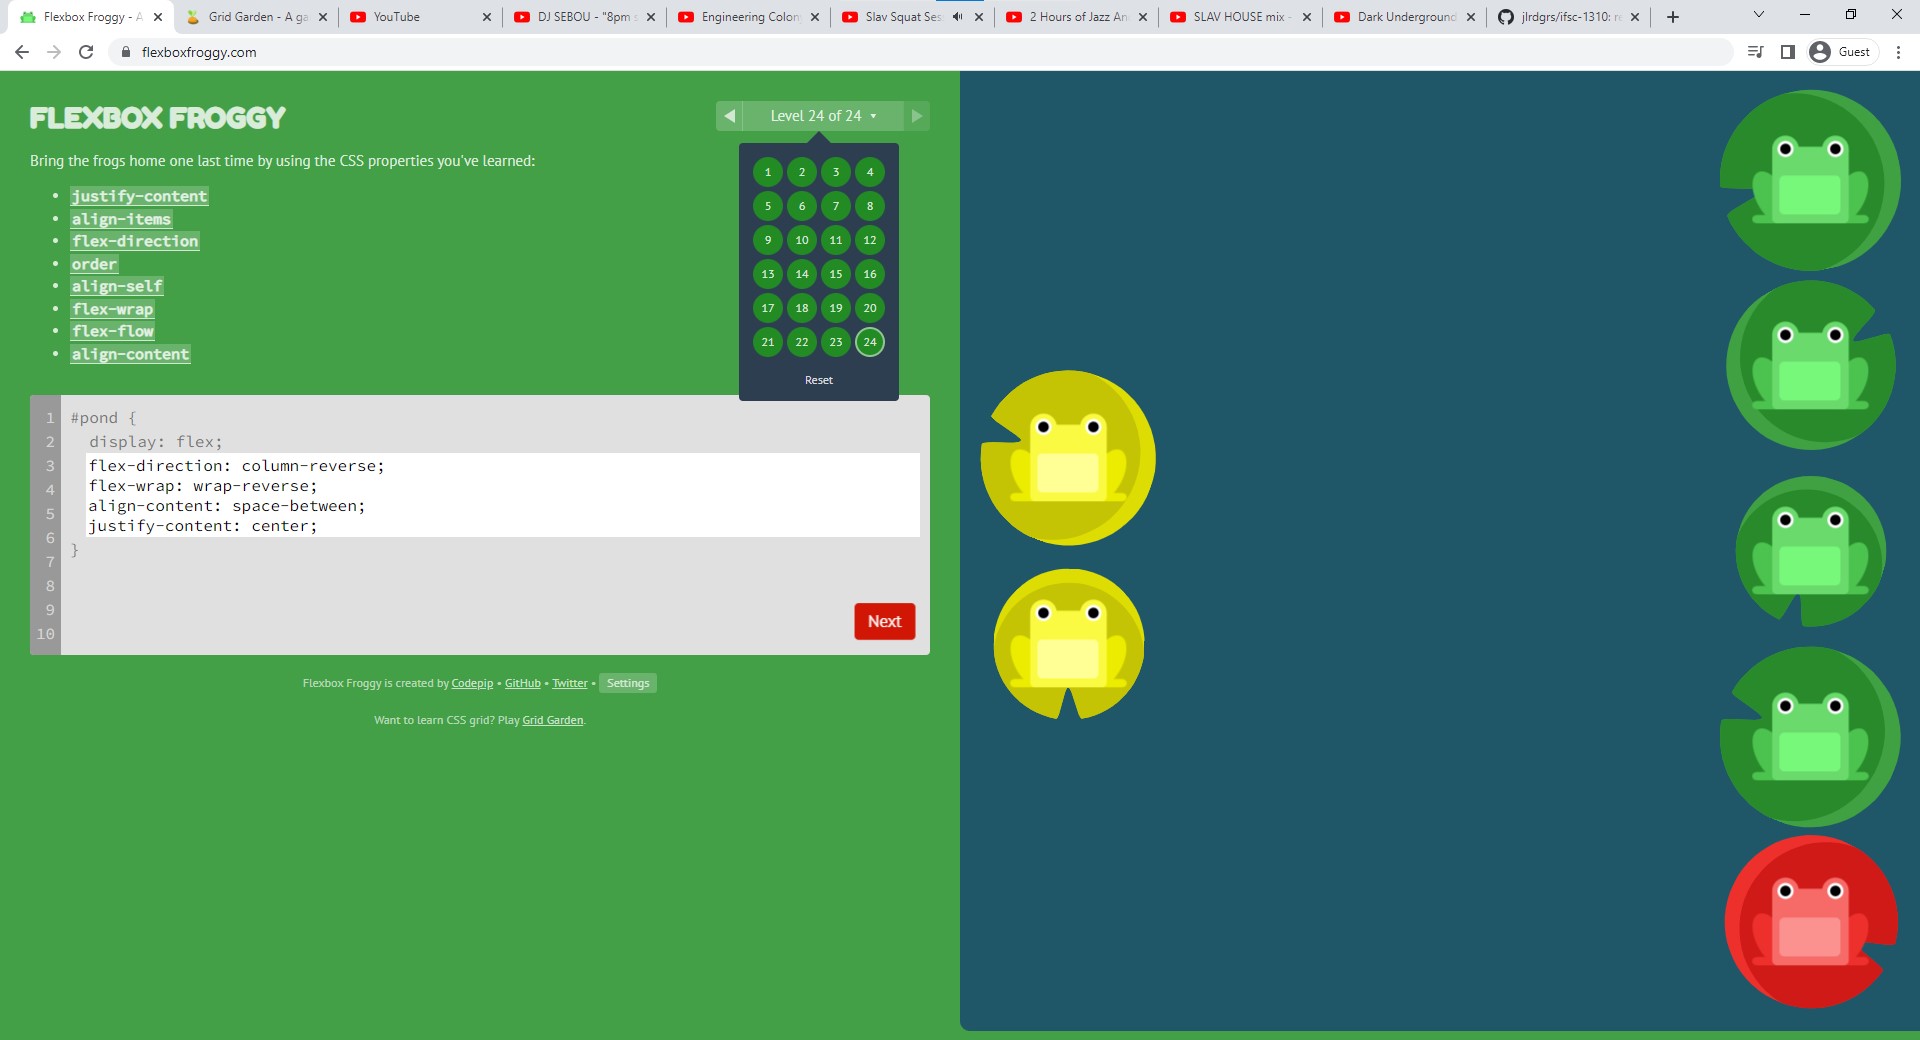 Flexbox Froggy - A
Grid Garden - A ga
YouTube
DJ SEBOU - "8pm s
Engineering Colon
Slav Squat Ses
2 Hours of Jazz An
SLAV HOUSE mix -
Dark Underground
jlrdgrs/ifsc-1310: re
flexboxfroggy.com
Guest
FLEXBOX FROGGY
Level 24 of 24
Bring the frogs home one last time by using the CSS properties you've learned:
justify-content
align-items
flex-direction
order
align-self
flex-wrap
flex-flow
align-content
1 2 3 4
5 6 7 8
9 10 11 12
13 14 15 16
17 18 19 20
21 22 23 24
Reset
1 #pond {
2 display: flex;
3 flex-direction: column-reverse;
4 flex-wrap: wrap-reverse;
5 align-content: space-between;
6 justify-content: center;
7 }
8
9
10
Next
Flexbox Froggy is created by Codepip • GitHub • Twitter • Settings
Want to learn CSS grid? Play Grid Garden.